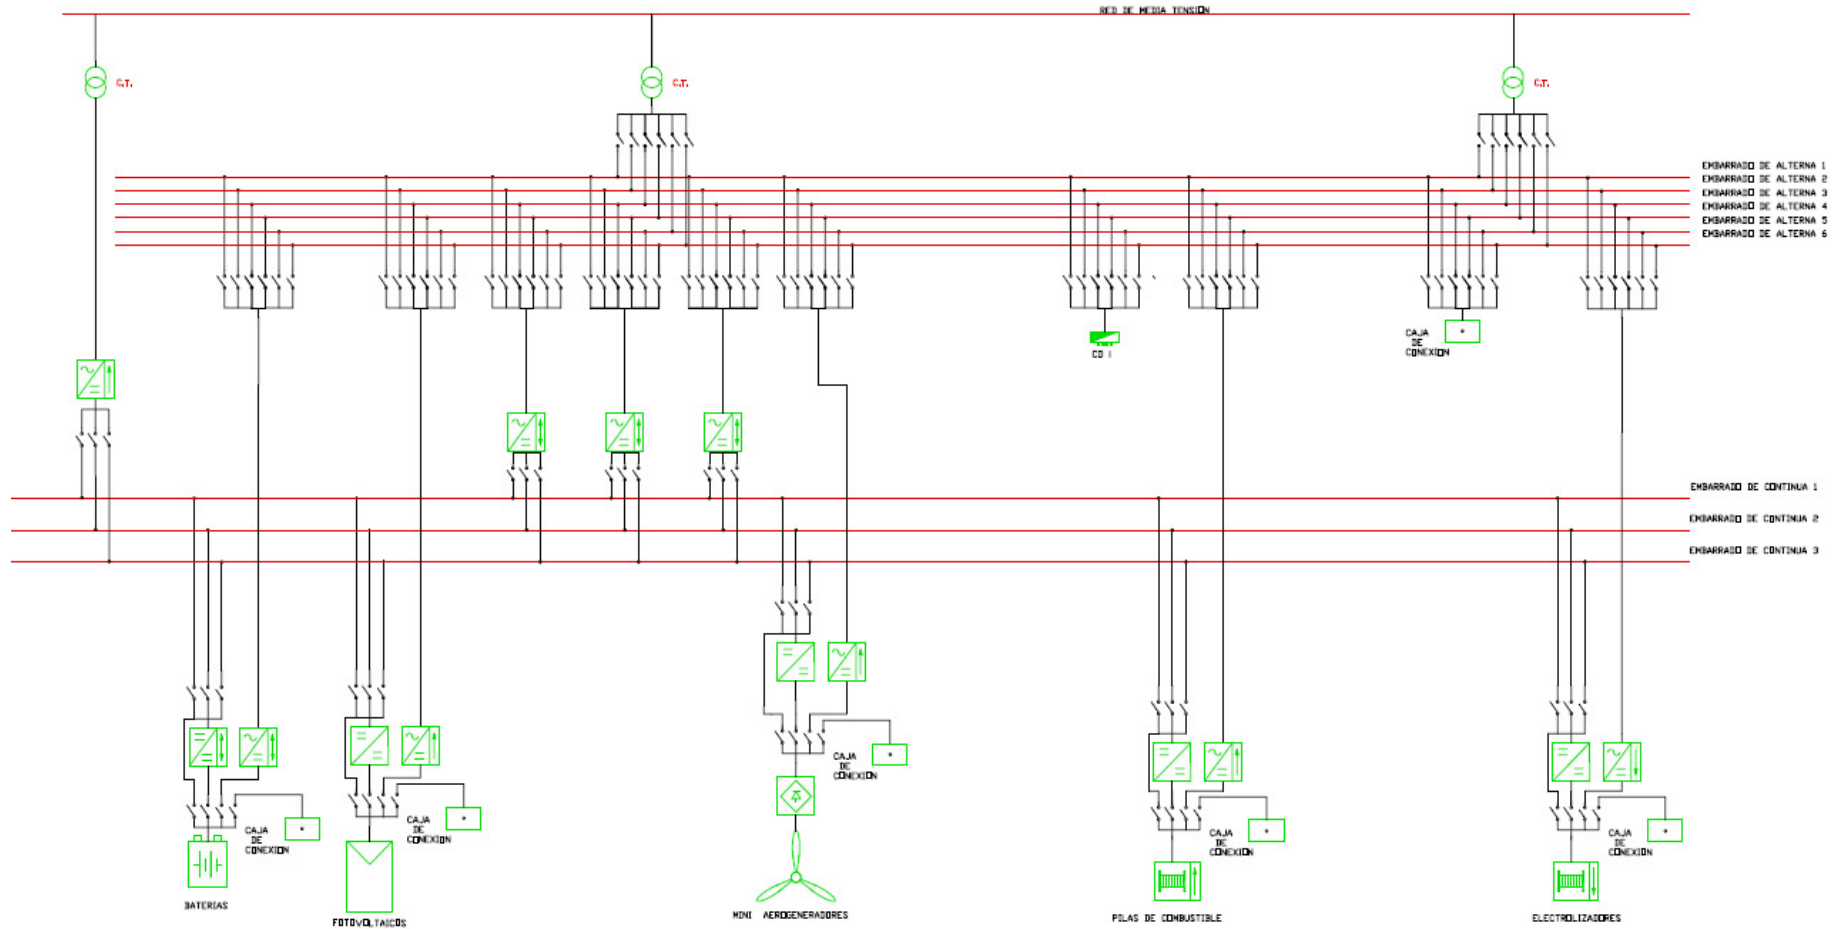 RED DE MEDIA TENSION
C.T.
C.T.
C.T.
EMBARRADO DE ALTERNA 1
EMBARRADO DE ALTERNA 2
EMBARRADO DE ALTERNA 3
EMBARRADO DE ALTERNA 4
EMBARRADO DE ALTERNA 5
EMBARRADO DE ALTERNA 6
CAJA
DE
CONEXION
CD 1
EMBARRADO DE CONTINUA 1
EMBARRADO DE CONTINUA 2
EMBARRADO DE CONTINUA 3
CAJA
DE
CONEXION
CAJA
DE
CONEXION
CAJA
DE
CONEXION
CAJA
DE
CONEXION
CAJA
DE
CONEXION
BATERIAS
FOTOVOLTAICOS
MINI AEROGENERADORES
PILAS DE COMBUSTIBLE
ELECTROLIZADORES